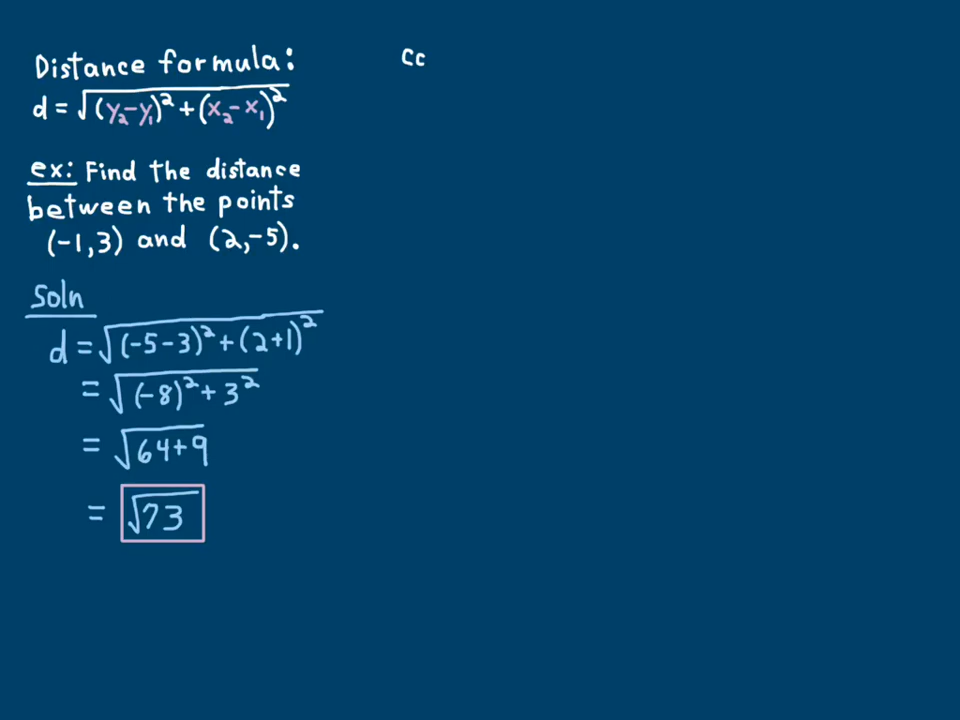 Distance formula:
d = √(y₂-y₁)² + (x₂-x₁)²
ex: Find the distance
between the points
(-1,3) and (2,-5).
Soln
d = √(-5-3)² + (2+1)²
= √(-8)² + 3²
= √64+9
= √73
Cc